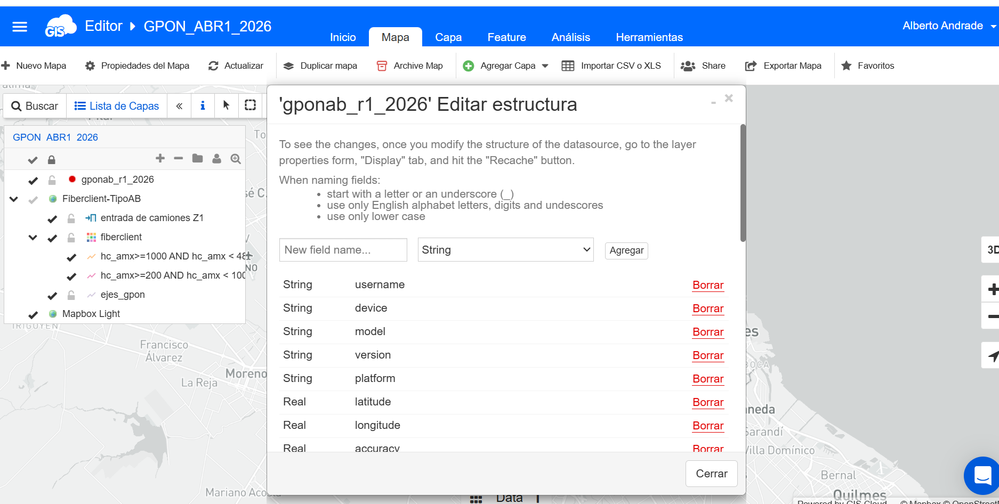 GIS Editor GPON_ABR1_2026
Alberto Andrade
Inicio Mapa Capa Feature Análisis Herramientas
Nuevo Mapa Propiedades del Mapa Actualizar Duplicar mapa Archive Map Agregar Capa Importar CSV o XLS Share Exportar Mapa Favoritos
Buscar Lista de Capas « i
GPON_ABR1_2026
gponab_r1_2026
Fiberclient-TipoAB
entrada de camiones Z1
fiberclient
hc_amx>=1000 AND hc_amx < 48
hc_amx>=200 AND hc_amx < 100
ejes_gpon
Mapbox Light
'gponab_r1_2026' Editar estructura
- ×
To see the changes, once you modify the structure of the datasource, go to the layer
properties form, "Display" tab, and hit the "Recache" button.
When naming fields:
• start with a letter or an underscore (_)
• use only English alphabet letters, digits and undescores
• use only lower case
New field name... String Agregar
String username Borrar
String device Borrar
String model Borrar
String version Borrar
String platform Borrar
Real latitude Borrar
Real longitude Borrar
Real accuracy Borrar
Cerrar
3D
IRIGOYEN
Francisco
Álvarez
La Reja
Moreno
Mariano Acosta
BOCA
neda
Sarandí
Villa Domínico
Bernal
Quilmes
Data
Powered by GIS Cloud © Mapbox © OpenStreet